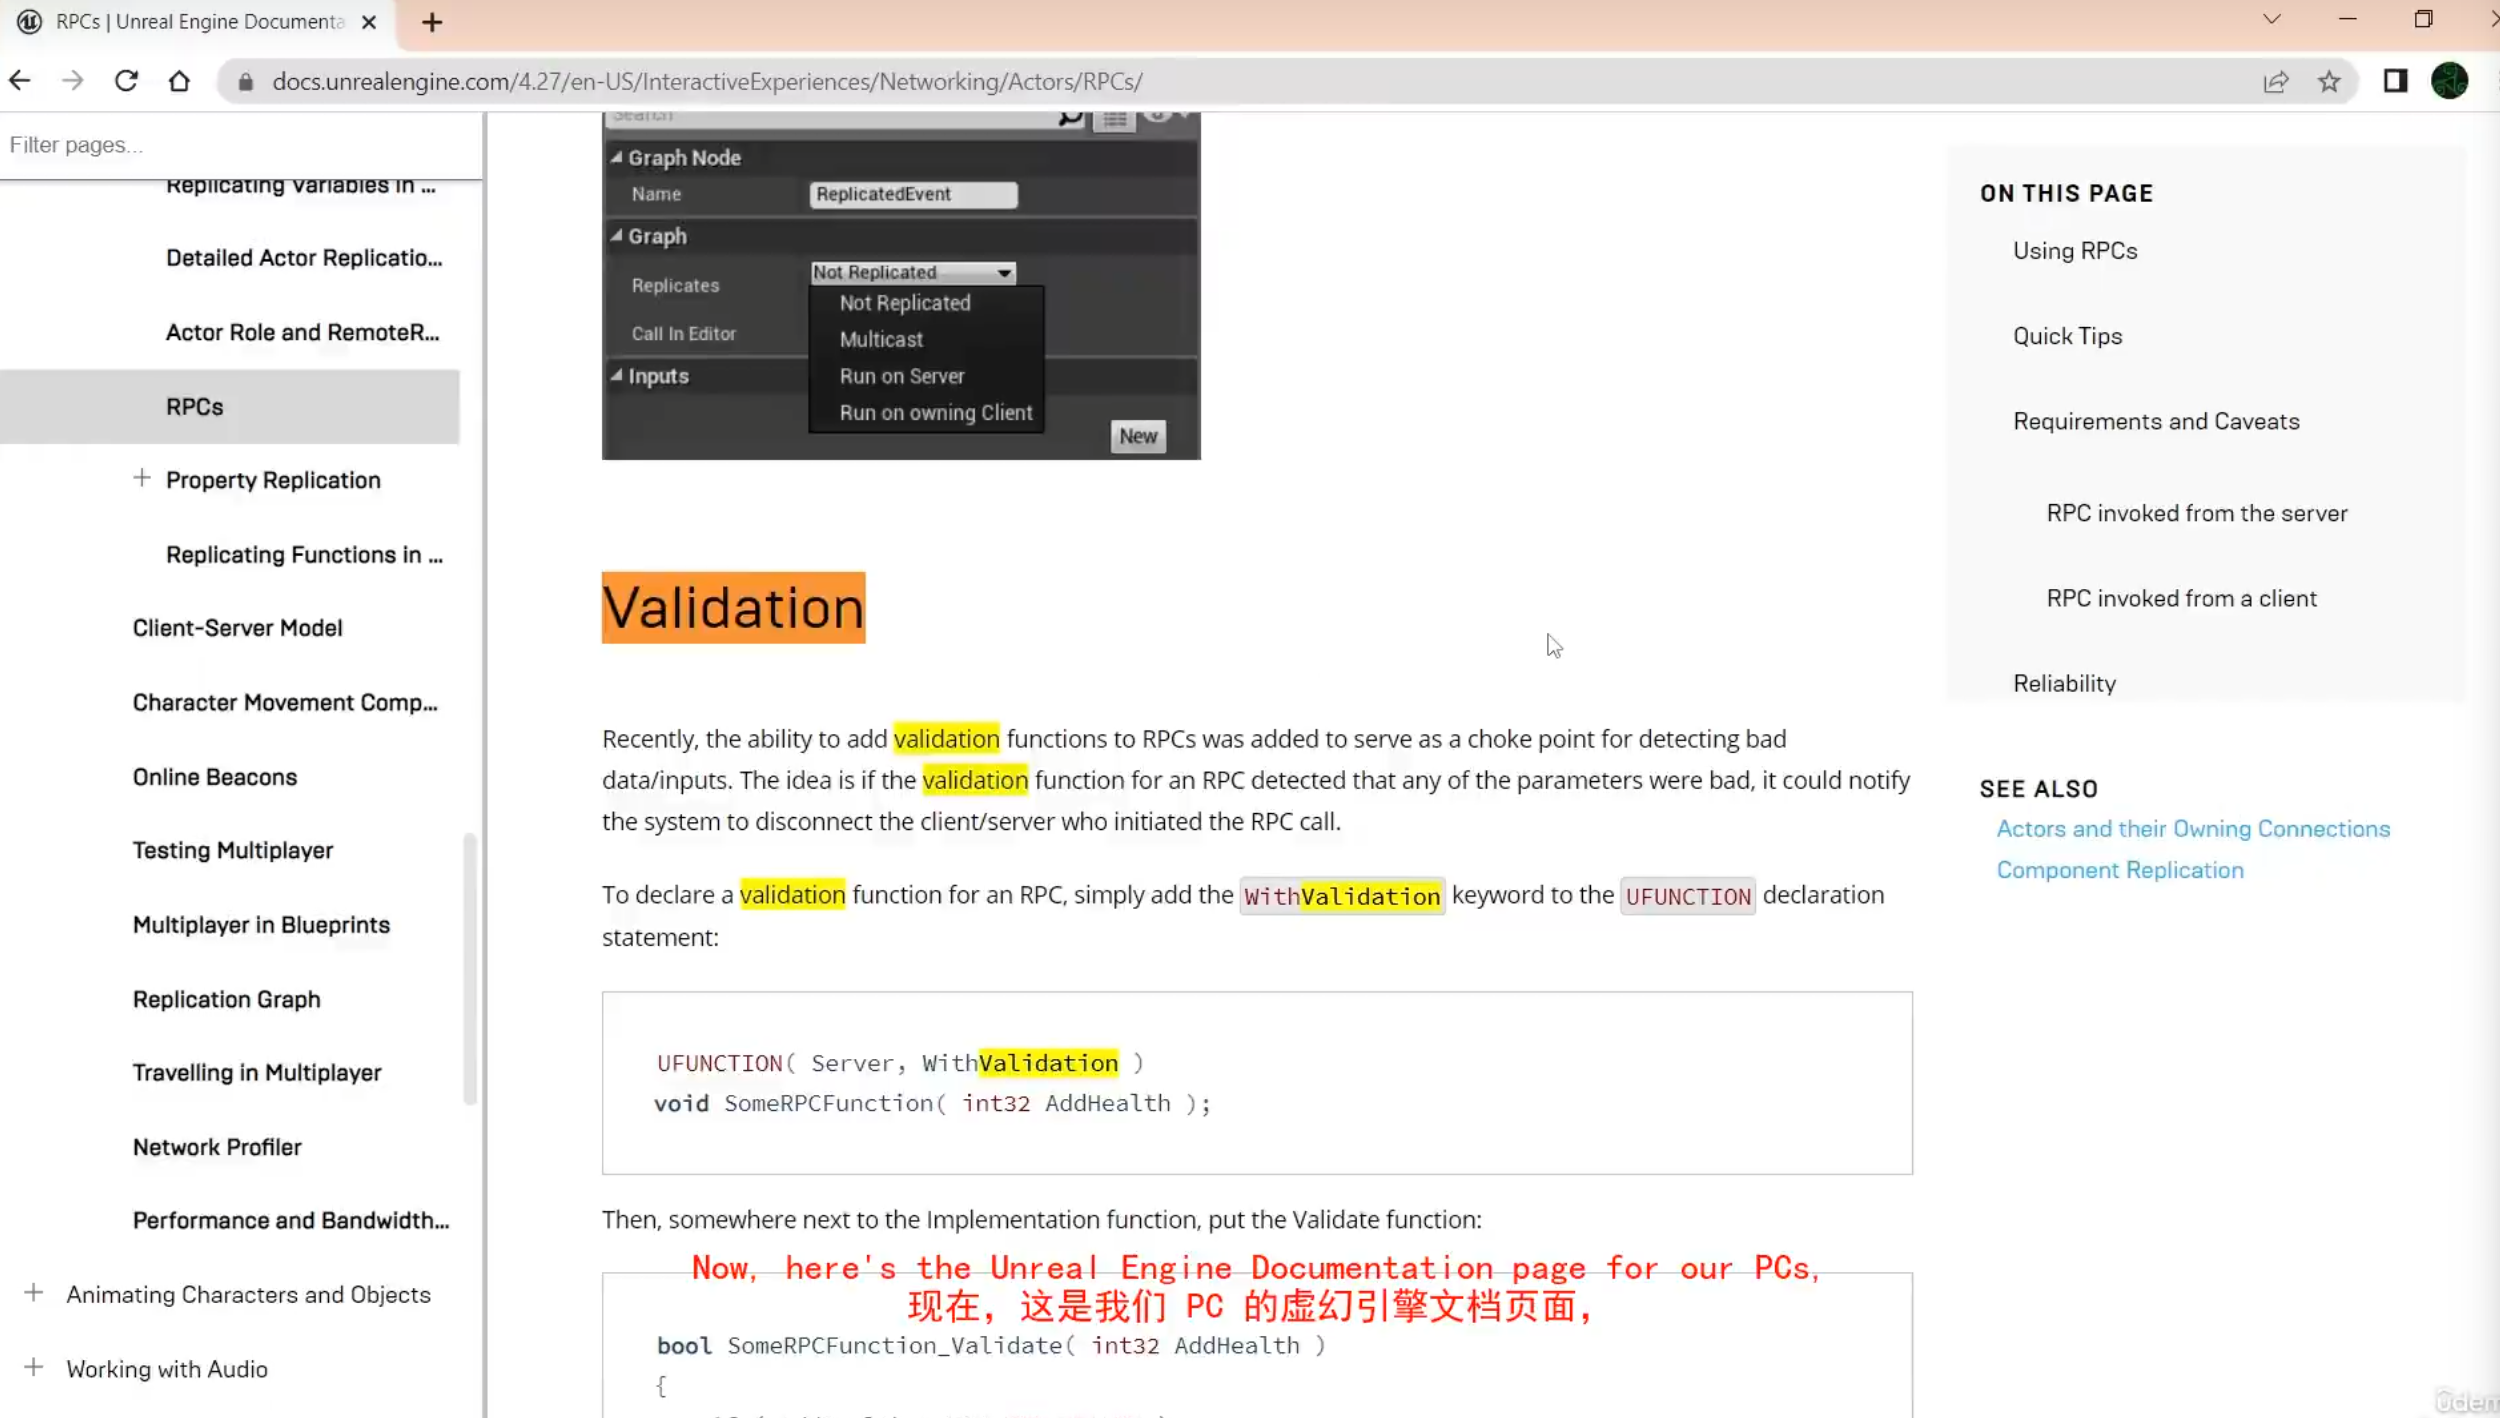 RPCs | Unreal Engine Documenta
docs.unrealengine.com/4.27/en-US/InteractiveExperiences/Networking/Actors/RPCs/
Filter pages...
Replicating Variables in ...
Detailed Actor Replicatio...
Actor Role and RemoteR...
RPCs
Property Replication
Replicating Functions in ...
Client-Server Model
Character Movement Comp...
Online Beacons
Testing Multiplayer
Multiplayer in Blueprints
Replication Graph
Travelling in Multiplayer
Network Profiler
Performance and Bandwidth...
Animating Characters and Objects
Working with Audio
Search
Graph Node
Name ReplicatedEvent
Graph
Replicates Not Replicated
Not Replicated
Call In Editor Multicast
Run on Server
Inputs
Run on owning Client
New
Validation
Recently, the ability to add validation functions to RPCs was added to serve as a choke point for detecting bad
data/inputs. The idea is if the validation function for an RPC detected that any of the parameters were bad, it could notify
the system to disconnect the client/server who initiated the RPC call.
To declare a validation function for an RPC, simply add the WithValidation keyword to the UFUNCTION declaration
statement:
UFUNCTION( Server, WithValidation )
void SomeRPCFunction( int32 AddHealth );
Then, somewhere next to the Implementation function, put the Validate function:
Now, here's the Unreal Engine Documentation page for our PCs,
现在，这是我们 PC 的虚幻引擎文档页面，
bool SomeRPCFunction_Validate( int32 AddHealth )
{
ON THIS PAGE
Using RPCs
Quick Tips
Requirements and Caveats
RPC invoked from the server
RPC invoked from a client
Reliability
SEE ALSO
Actors and their Owning Connections
Component Replication